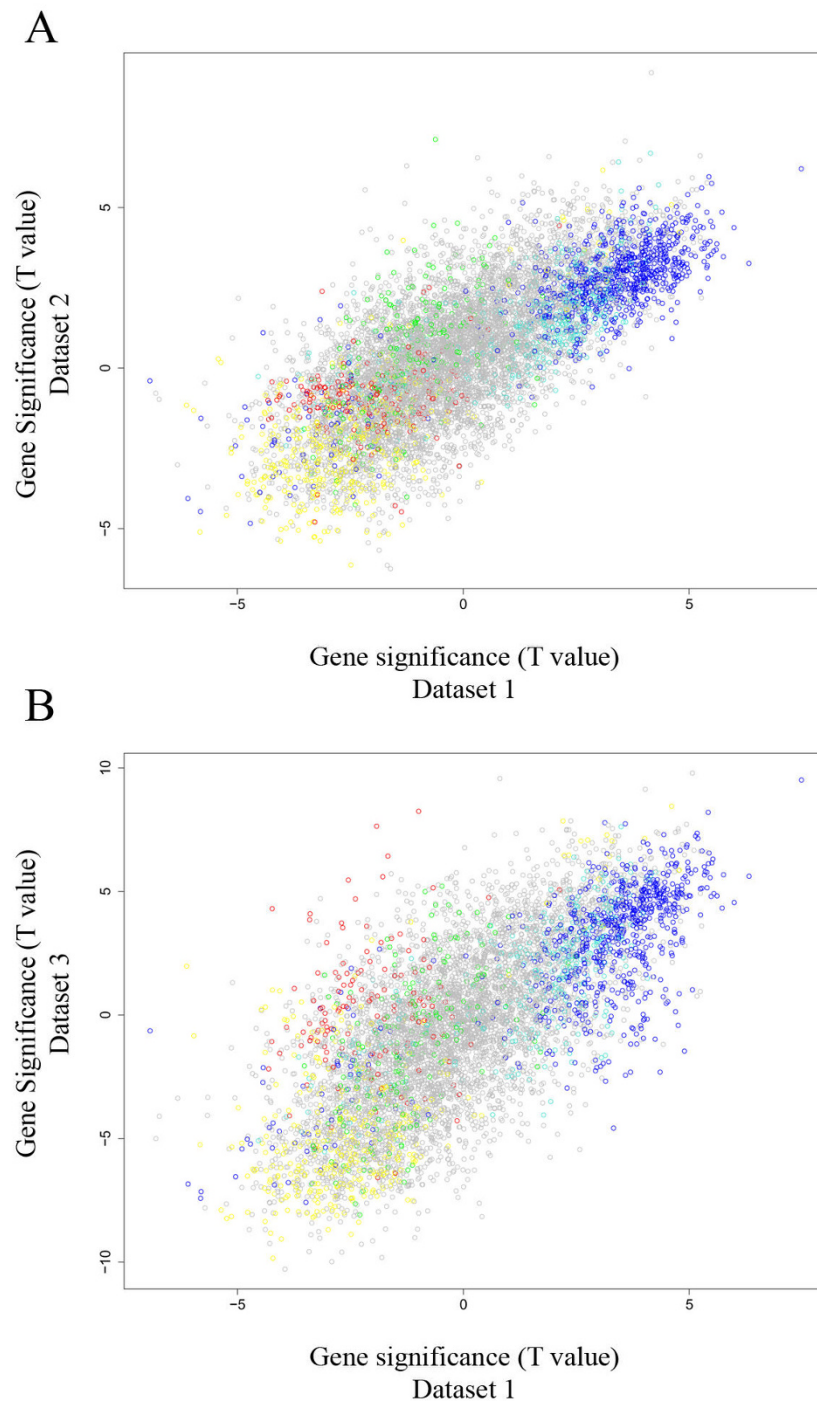 A
Gene Significance (T value)
Dataset 2
5
0
−5
−5
0
5
Gene significance (T value)
Dataset 1
B
Gene Significance (T value)
Dataset 3
10
5
0
−5
−10
−5
0
5
Gene significance (T value)
Dataset 1